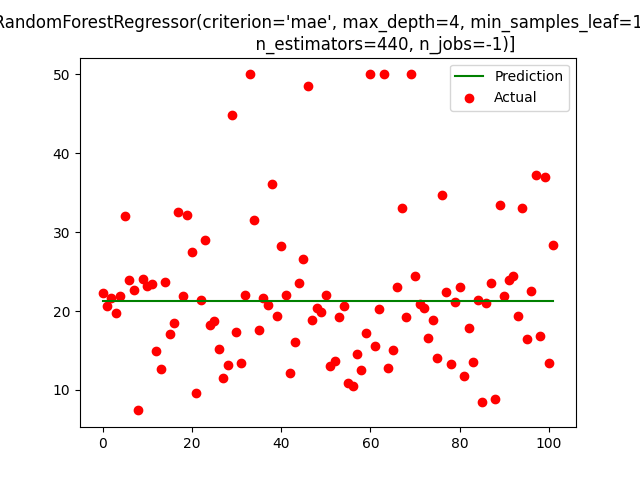 RandomForestRegressor(criterion='mae', max_depth=4, min_samples_leaf=1
n_estimators=440, n_jobs=-1)]
Prediction
Actual
50
40
30
20
10
0
20
40
60
80
100